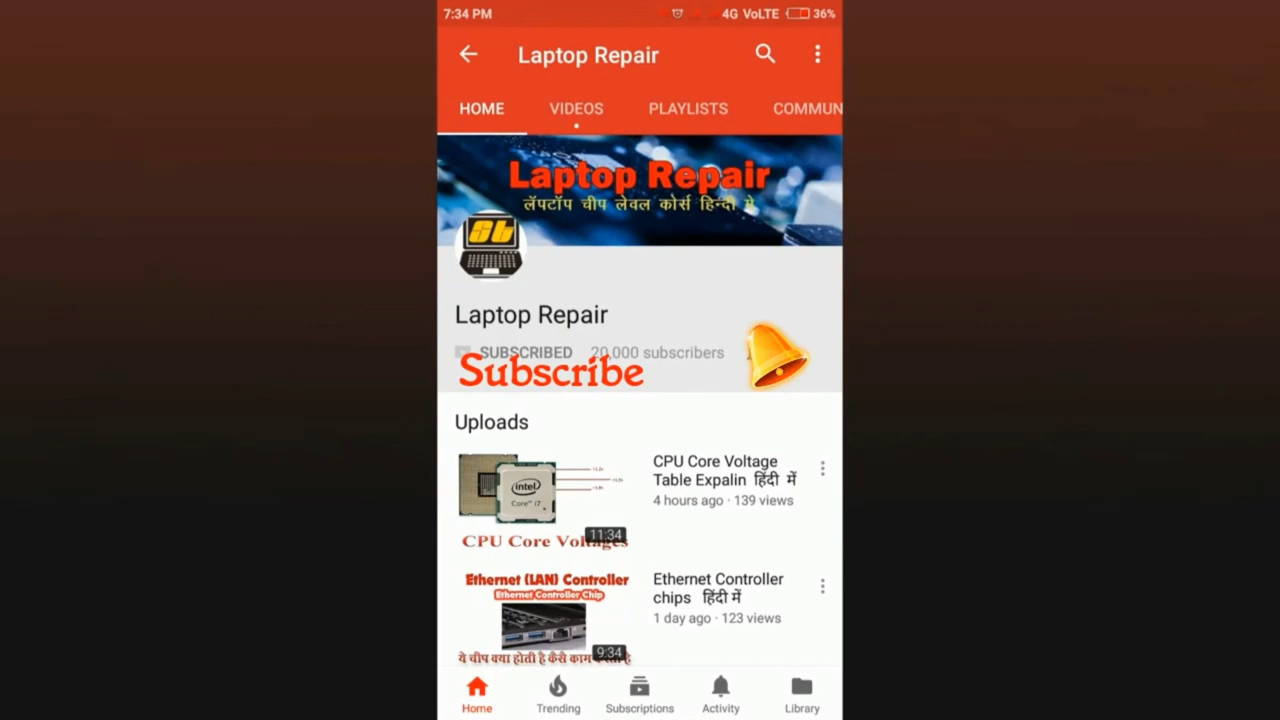 7:34 PM 4G VoLTE 36%
Laptop Repair
HOME VIDEOS PLAYLISTS COMMUN
Laptop Repair
लॅपटॉप चीप लेवल कोर्स हिन्दी मे
Laptop Repair
SUBSCRIBED 20,000 subscribers
Subscribe
Uploads
CPU Core Voltage
Table Expalin हिंदी में
4 hours ago · 139 views
intel
Core i7
11:34
CPU Core Voltages
Ethernet (LAN) Controller
Ethernet Controller Chip
Ethernet Controller
chips हिंदी में
1 day ago · 123 views
9:34
ये चीप क्या होती है कैसे काम करती है
Home Trending Subscriptions Activity Library